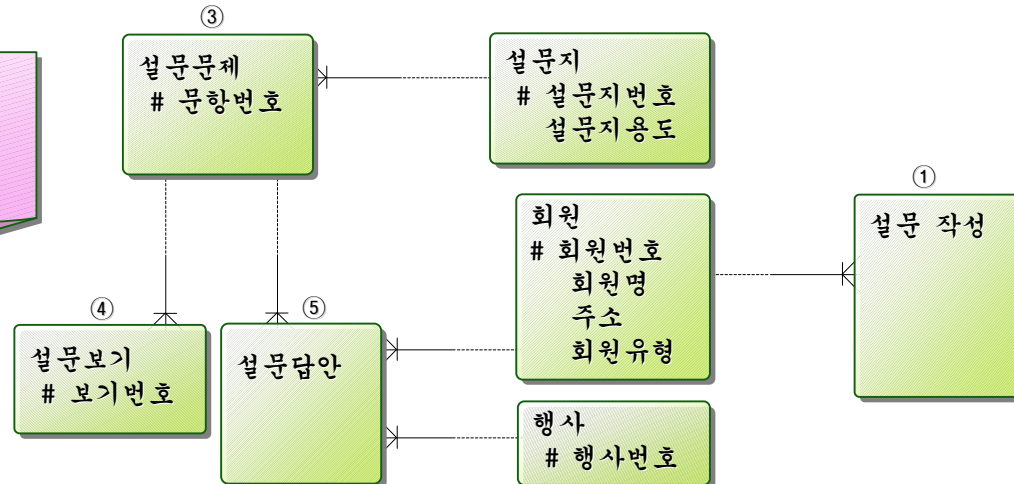 ③
설문문제
# 문항번호
설문지
# 설문지번호
설문지용도
①
설문 작성
회원
# 회원번호
회원명
주소
회원유형
④
설문보기
# 보기번호
⑤
설문답안
행사
# 행사번호